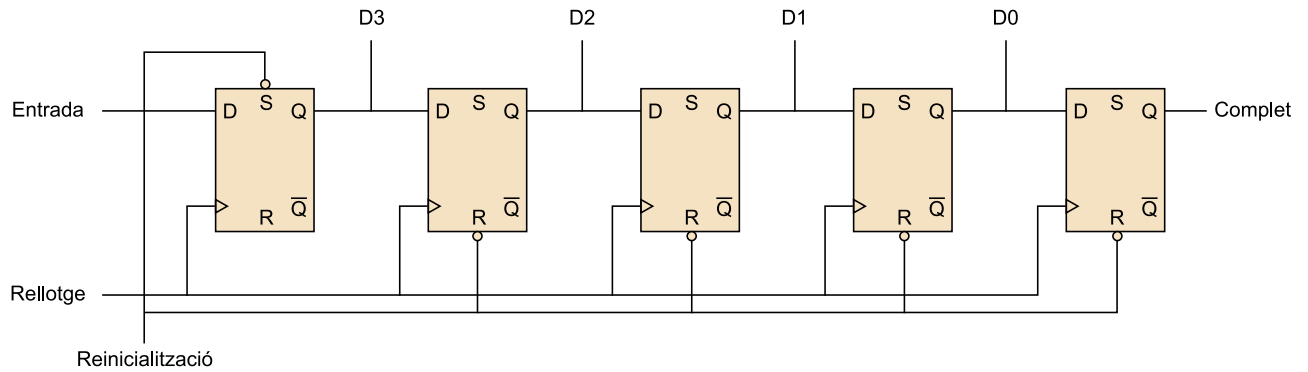 D3 D2 D1 D0
S S S S S
Entrada D Q D Q D Q D Q D Q Complet
R Q̅ R Q̅ R Q̅ R Q̅ R Q̅
Rellotge
Reinicialització